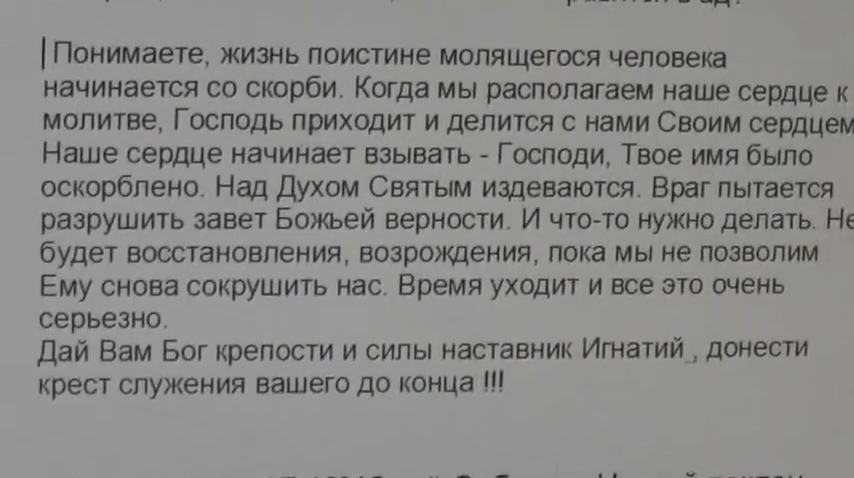 Понимаете, жизнь поистине молящегося человека
начинается со скорби. Когда мы располагаем наше сердце к
молитве, Господь приходит и делится с нами Своим сердцем
Наше сердце начинает взывать - Господи, Твое имя было
оскорблено. Над Духом Святым издеваются. Враг пытается
разрушить завет Божьей верности. И что-то нужно делать. Не
будет восстановления, возрождения, пока мы не позволим
Ему снова сокрушить нас. Время уходит и все это очень
серьезно.
Дай Вам Бог крепости и силы наставник Игнатий , донести
крест служения вашего до конца !!!